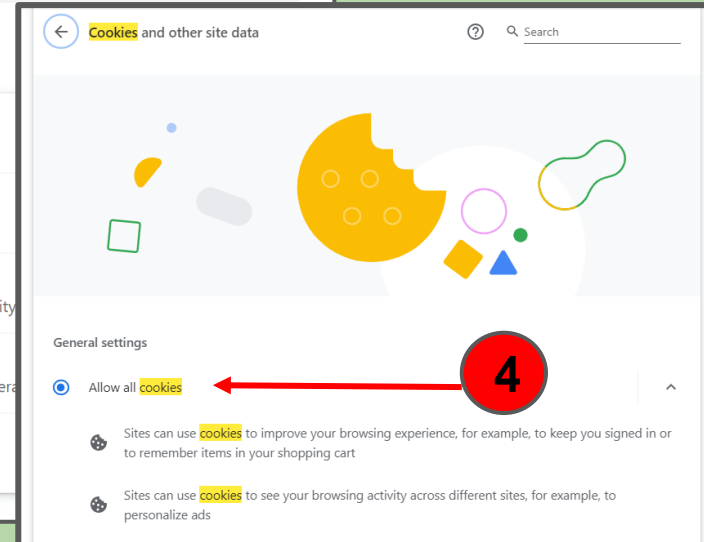 Cookies and other site data
Search
General settings
ity
Allow all cookies
4
era
Sites can use cookies to improve your browsing experience, for example, to keep you signed in or
to remember items in your shopping cart
Sites can use cookies to see your browsing activity across different sites, for example, to
personalize ads